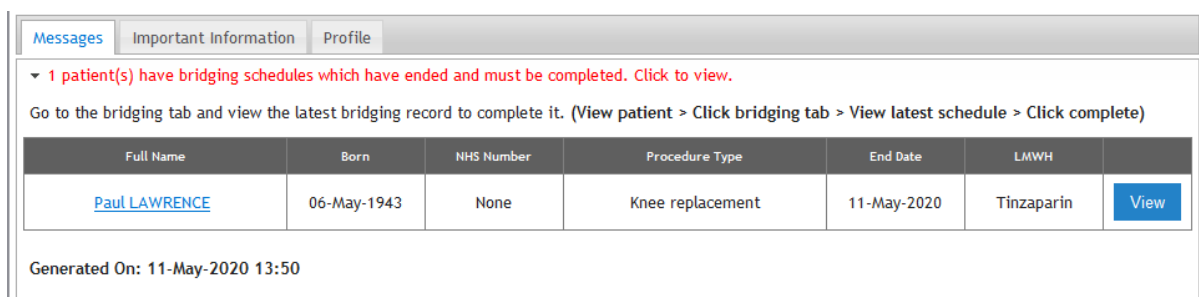 Messages Important Information Profile
1 patient(s) have bridging schedules which have ended and must be completed. Click to view.
Go to the bridging tab and view the latest bridging record to complete it. (View patient > Click bridging tab > View latest schedule > Click complete)
Full Name Born NHS Number Procedure Type End Date LMWH
Paul LAWRENCE 06-May-1943 None Knee replacement 11-May-2020 Tinzaparin View
Generated On: 11-May-2020 13:50